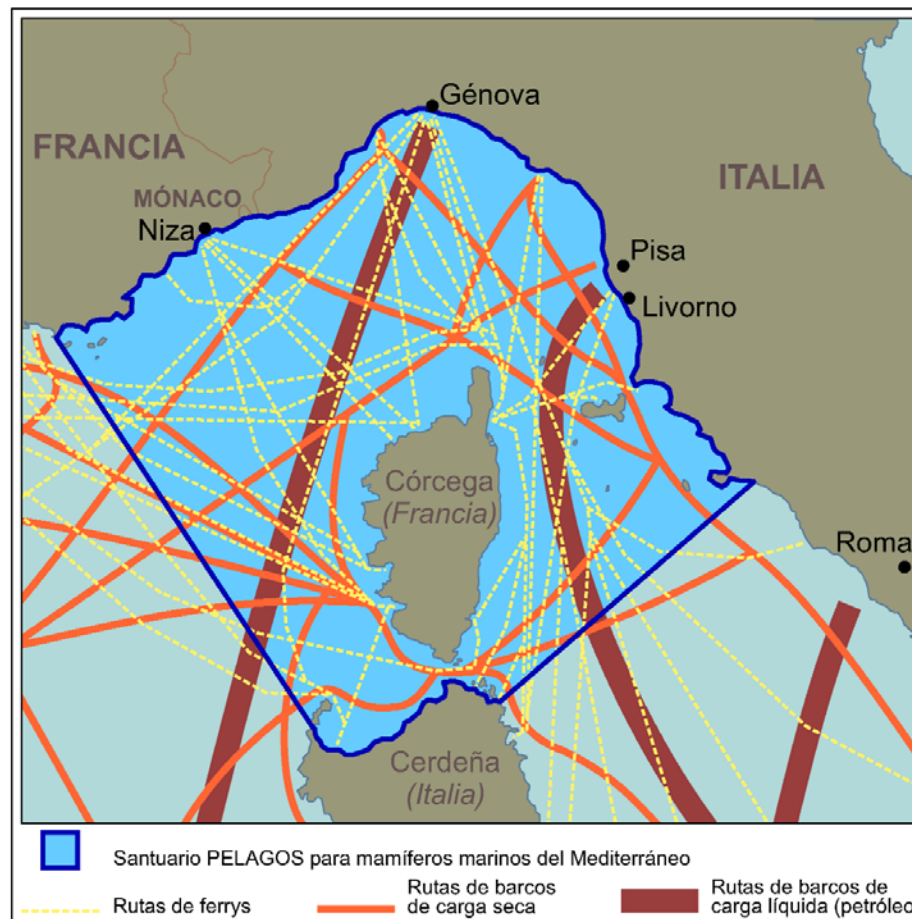 Génova
FRANCIA
ITALIA
MÓNACO
Niza
Pisa
Livorno
Córcega
(Francia)
Roma
Cerdeña
(Italia)
Santuario PELAGOS para mamíferos marinos del Mediterráneo
Rutas de ferrys
Rutas de barcos
de carga seca
Rutas de barcos de
carga líquida (petróleo